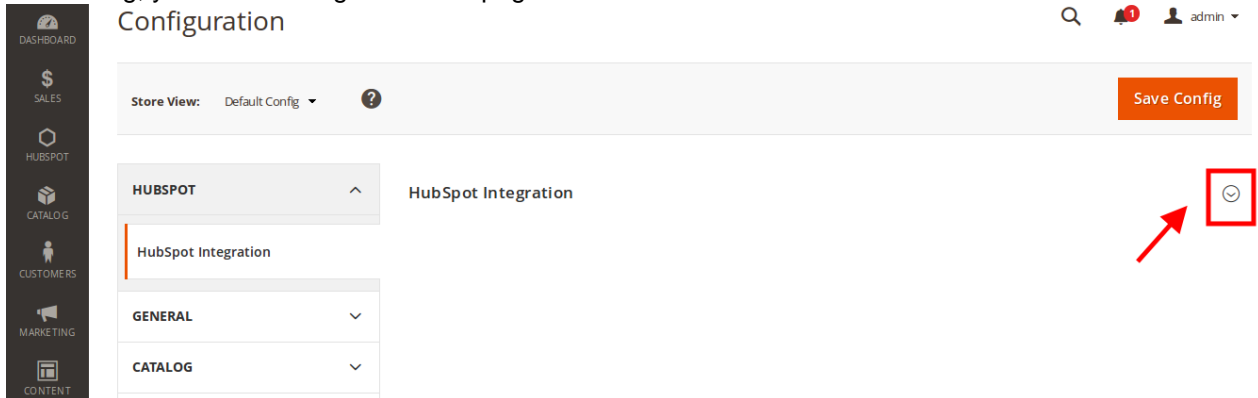 Configuration
1
admin
DASHBOARD
$
SALES
Store View: Default Config
?
Save Config
HUBSPOT
HUBSPOT
HubSpot Integration
CATALOG
HubSpot Integration
CUSTOMERS
GENERAL
MARKETING
CATALOG
CONTENT